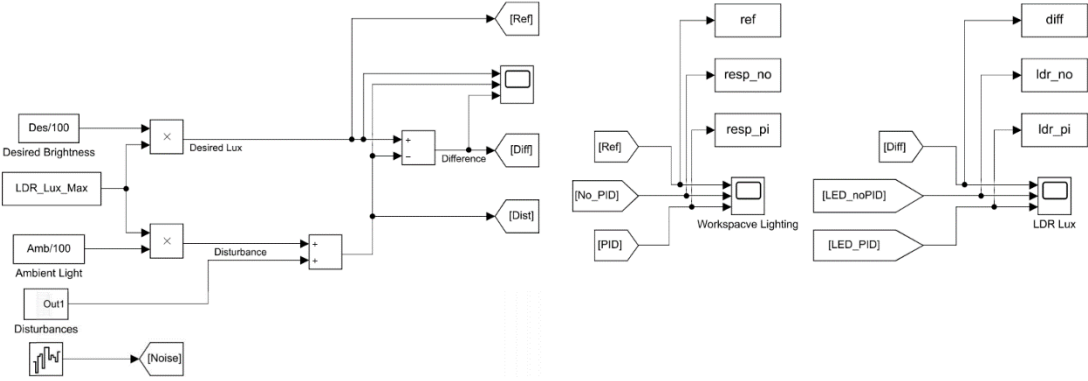 [Ref]
Des/100
Desired Brightness
×
Desired Lux
+
−
Difference
[Diff]
LDR_Lux_Max
[Dist]
Amb/100
Ambient Light
×
Disturbance
+
+
Out1
Disturbances
[Noise]
ref
resp_no
resp_pi
[Ref]
[No_PID]
[PID]
Workspacve Lighting
diff
ldr_no
ldr_pi
[Diff]
[LED_noPID]
[LED_PID]
LDR Lux